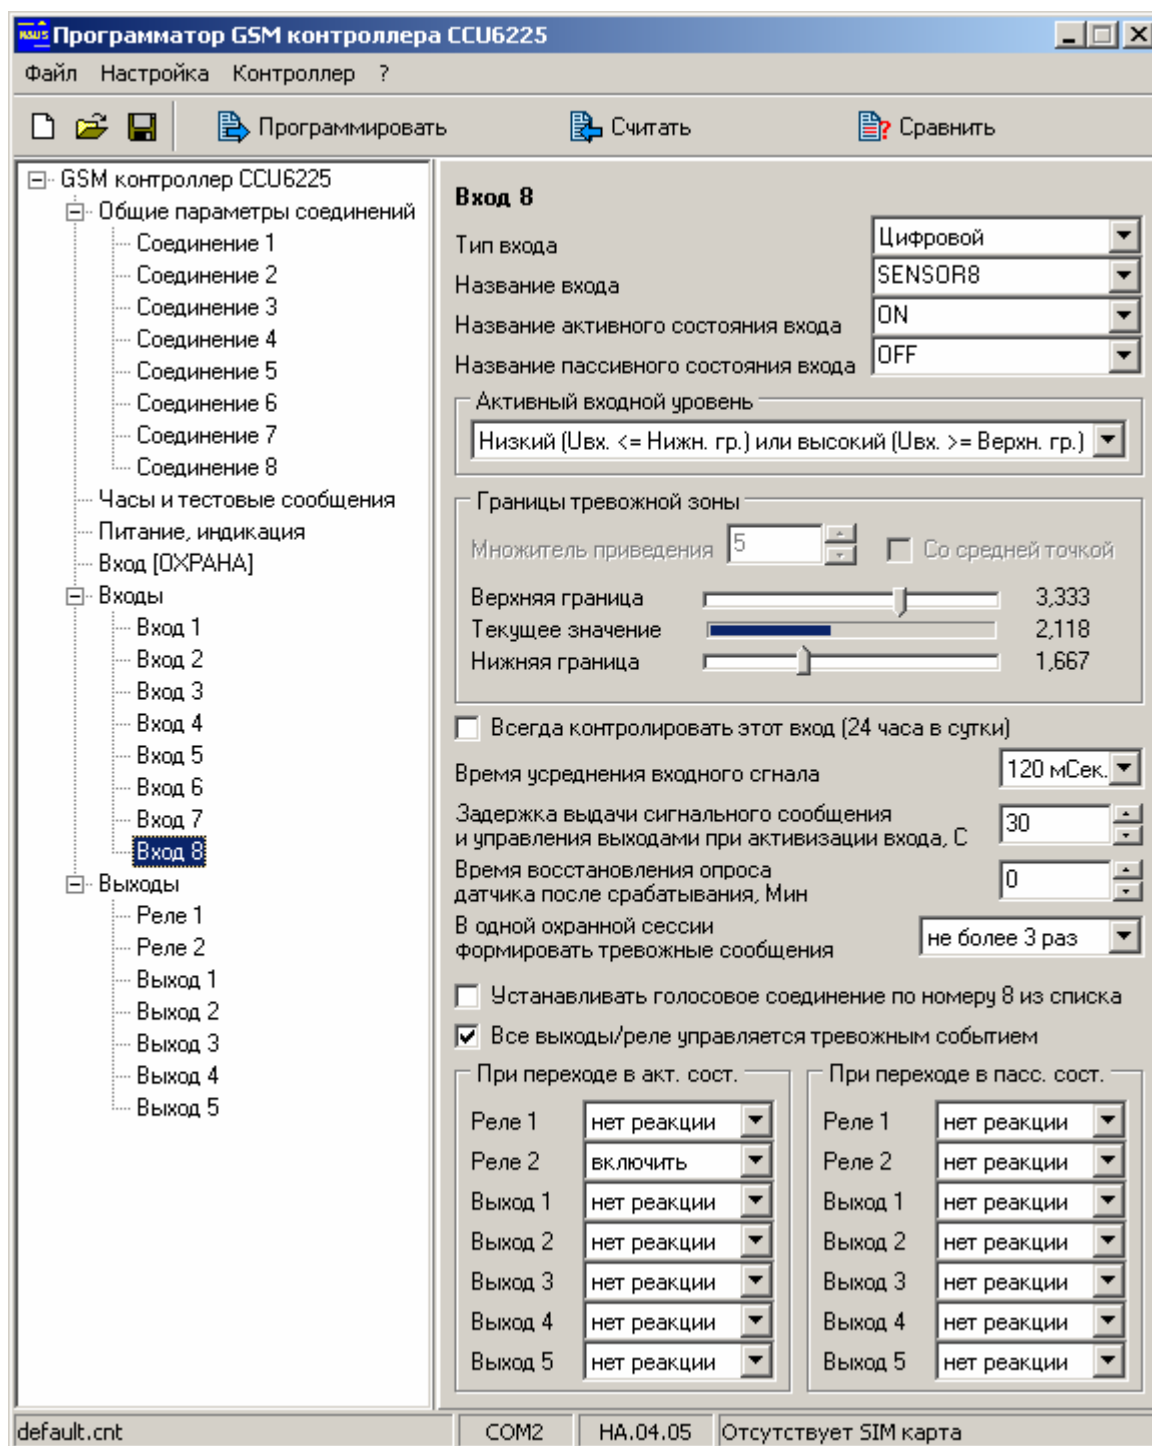 Программатор GSM контроллера CCU6225
Файл Настройка Контроллер ?
Программировать Считать Сравнить
GSM контроллер CCU6225
Общие параметры соединений
Соединение 1
Соединение 2
Соединение 3
Соединение 4
Соединение 5
Соединение 6
Соединение 7
Соединение 8
Часы и тестовые сообщения
Питание, индикация
Вход [ОХРАНА]
Входы
Вход 1
Вход 2
Вход 3
Вход 4
Вход 5
Вход 6
Вход 7
Вход 8
Выходы
Реле 1
Реле 2
Выход 1
Выход 2
Выход 3
Выход 4
Выход 5
Вход 8
Тип входа Цифровой
Название входа SENSOR8
Название активного состояния входа ON
Название пассивного состояния входа OFF
Активный входной уровень
Низкий (Uвх. <= Нижн. гр.) или высокий (Uвх. >= Верхн. гр.)
Границы тревожной зоны
Множитель приведения 5 Со средней точкой
Верхняя граница 3,333
Текущее значение 2,118
Нижняя граница 1,667
Всегда контролировать этот вход (24 часа в сутки)
Время усреднения входного сгнала 120 мСек.
Задержка выдачи сигнального сообщения
и управления выходами при активизации входа, С 30
Время восстановления опроса
датчика после срабатывания, Мин 0
В одной охранной сессии
формировать тревожные сообщения не более 3 раз
Устанавливать голосовое соединение по номеру 8 из списка
Все выходы/реле управляется тревожным событием
При переходе в акт. сост.
Реле 1 нет реакции
Реле 2 включить
Выход 1 нет реакции
Выход 2 нет реакции
Выход 3 нет реакции
Выход 4 нет реакции
Выход 5 нет реакции
При переходе в пасс. сост.
Реле 1 нет реакции
Реле 2 нет реакции
Выход 1 нет реакции
Выход 2 нет реакции
Выход 3 нет реакции
Выход 4 нет реакции
Выход 5 нет реакции
default.cnt COM2 НА.04.05 Отсутствует SIM карта